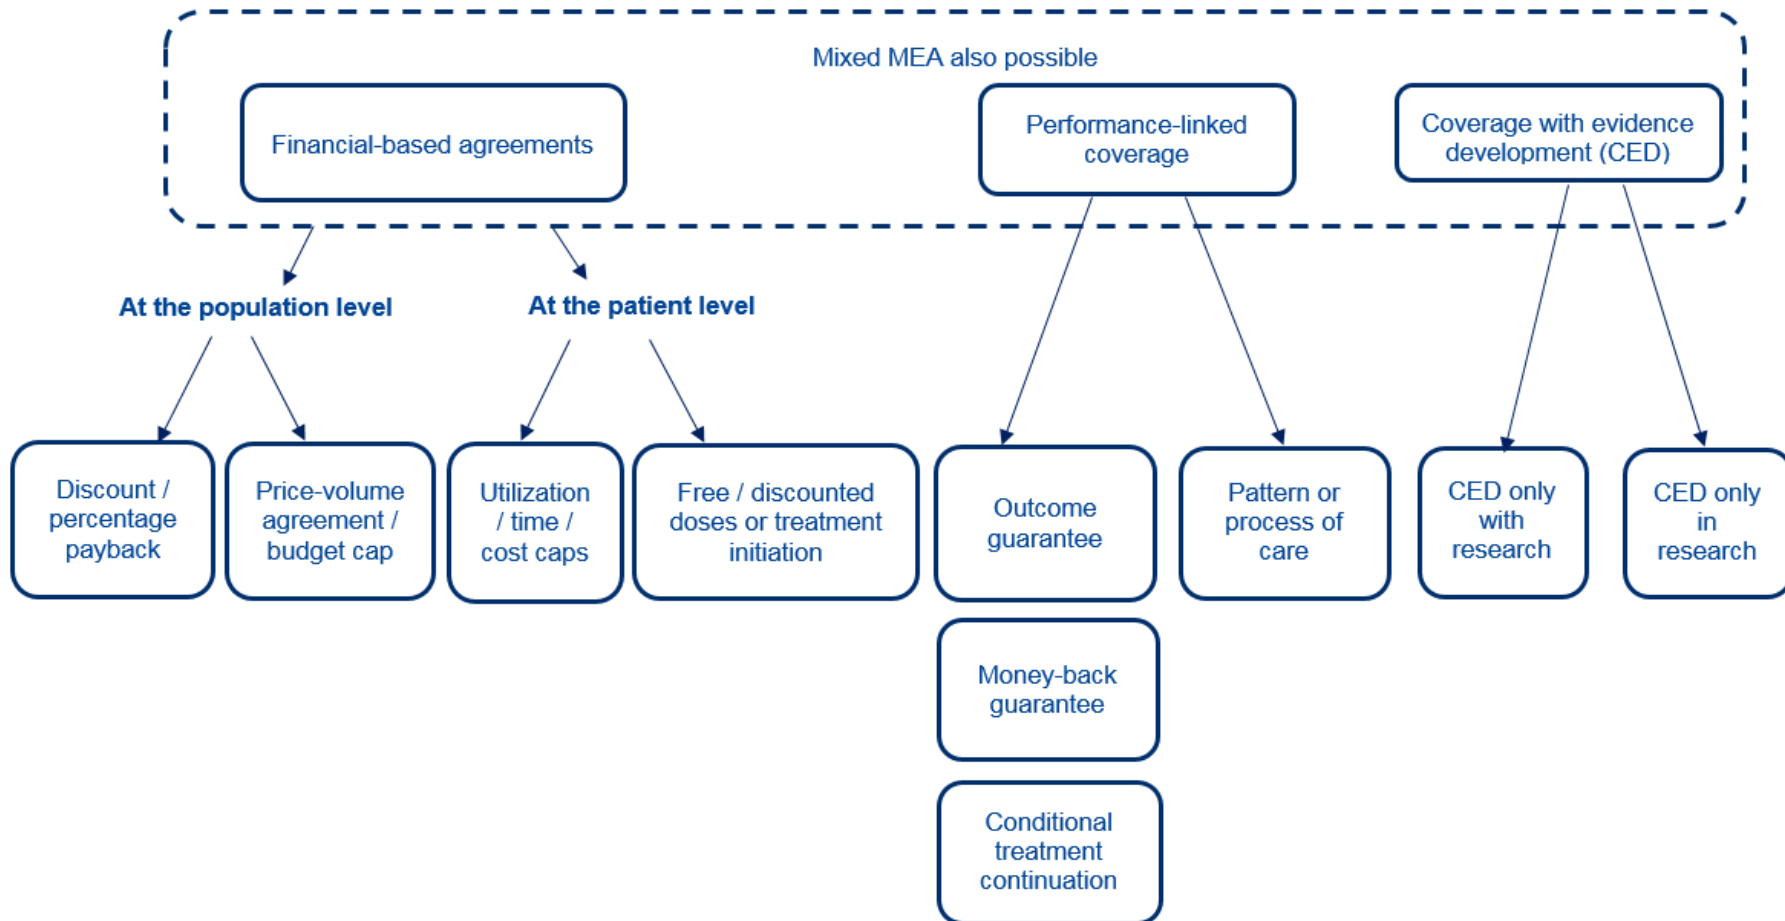 Mixed MEA also possible
Financial-based agreements
Performance-linked
coverage
Coverage with evidence
development (CED)
At the population level
At the patient level
Discount /
percentage
payback
Price-volume
agreement /
budget cap
Utilization
/ time /
cost caps
Free / discounted
doses or treatment
initiation
Outcome
guarantee
Pattern or
process of
care
CED only
with
research
CED only
in
research
Money-back
guarantee
Conditional
treatment
continuation